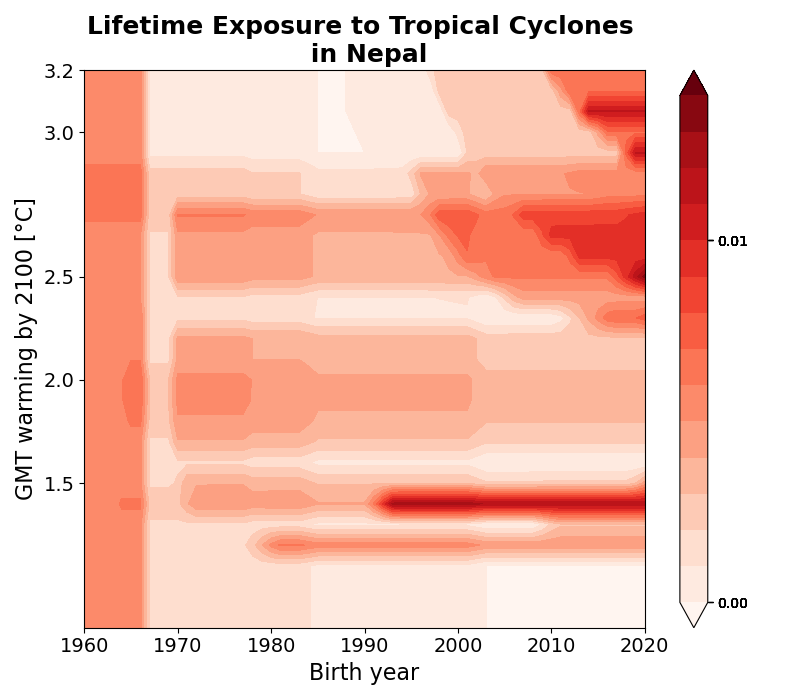 Lifetime Exposure to Tropical Cyclones
in Nepal
3.2
3.0
2.5
2.0
1.5
GMT warming by 2100 [°C]
1960 1970 1980 1990 2000 2010 2020
Birth year
0.01
0.00